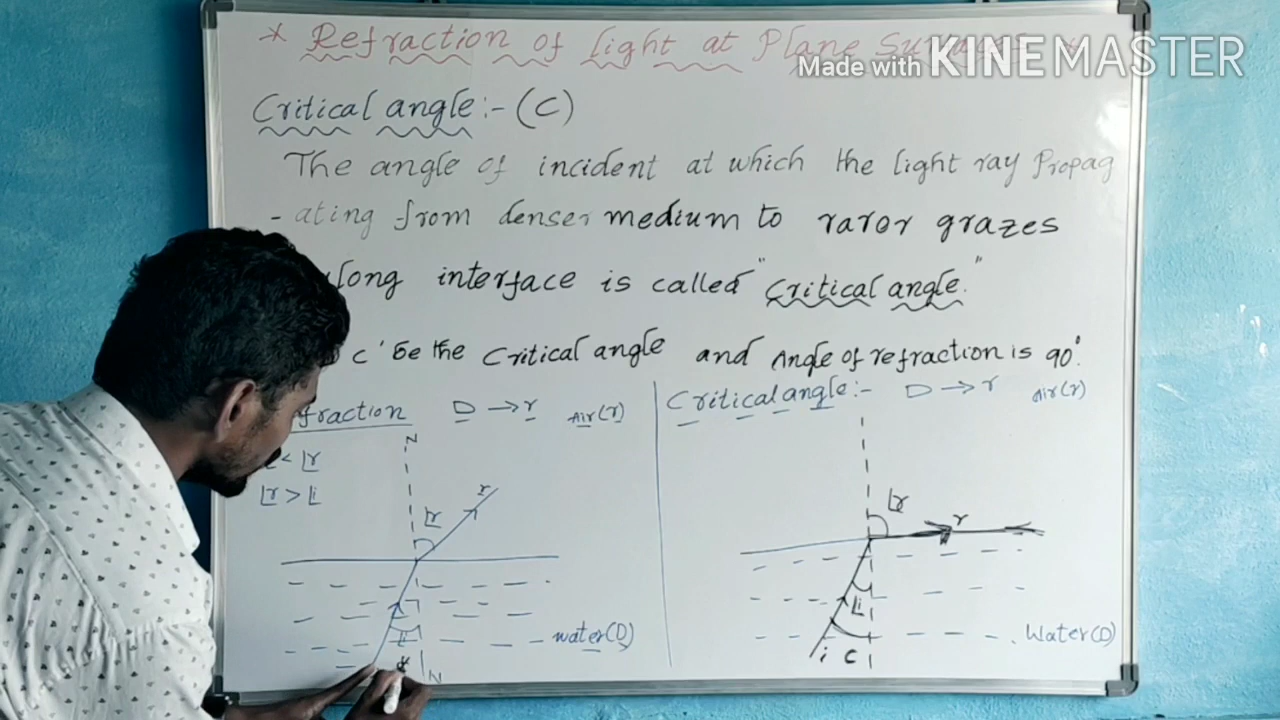 * Refraction of light at Plane Surfaces *
Made with KINEMASTER
Critical angle:- (C)
The angle of incident at which the light ray Propag
- ating from denser medium to raror grazes
long interface is called "Critical angle"
c' be the Critical angle and Angle of refraction is 90°.
fraction D → r Air(r)
< ∠r
∠r > ∠i
N
r
∠r
water(D)
N
Critical angle:- D → r Air(r)
∠r
r
∠i
i C
Water(D)